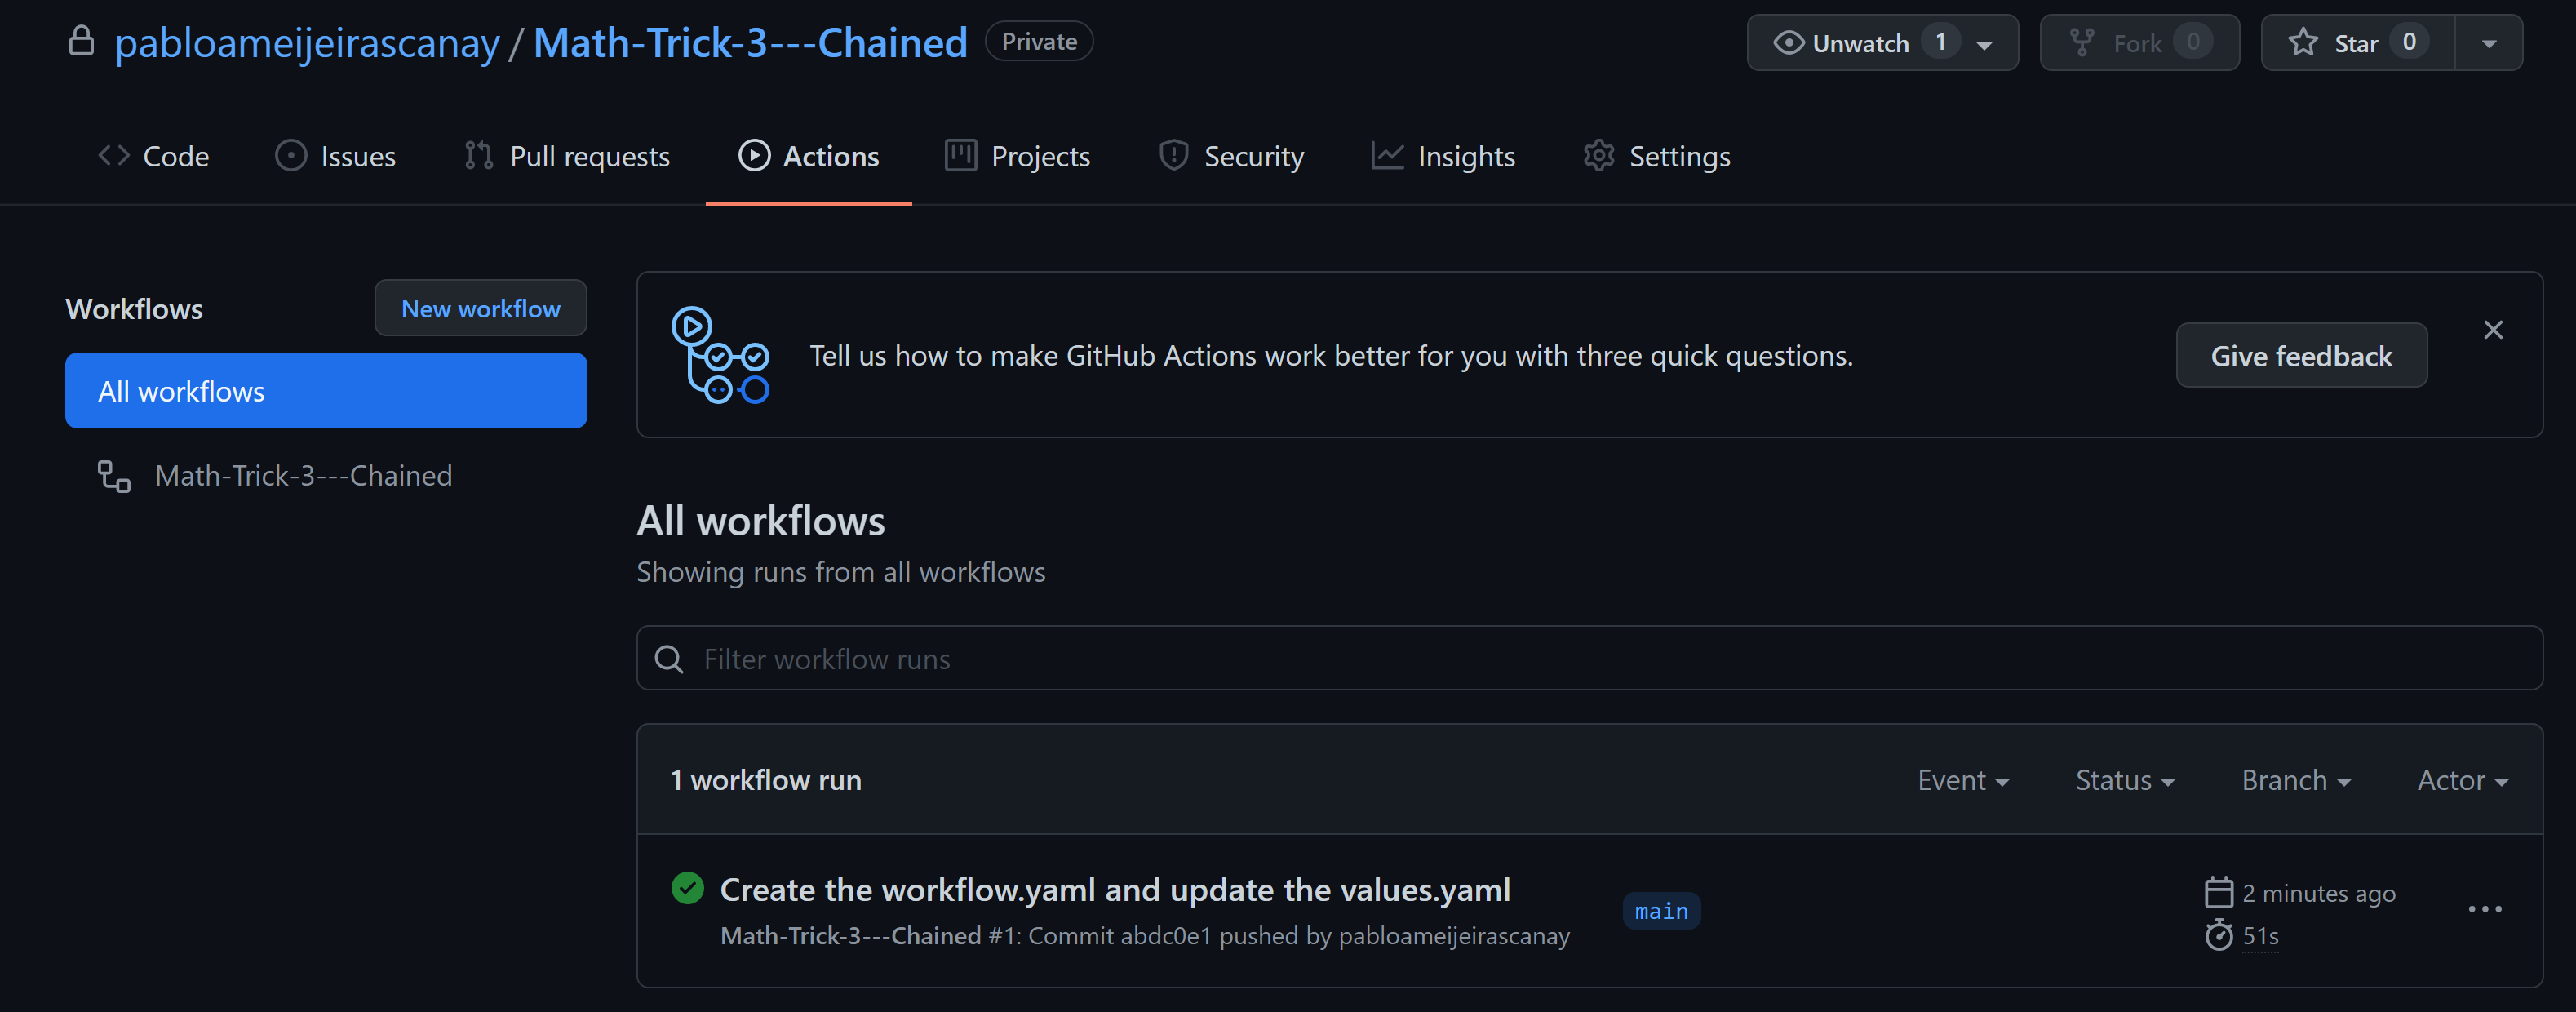 pabloameijeirascanay / Math-Trick-3---Chained Private Unwatch 1 Fork 0 Star 0
Code Issues Pull requests Actions Projects Security Insights Settings
Workflows New workflow
All workflows
Math-Trick-3---Chained
Tell us how to make GitHub Actions work better for you with three quick questions. Give feedback
All workflows
Showing runs from all workflows
Filter workflow runs
1 workflow run Event Status Branch Actor
Create the workflow.yaml and update the values.yaml
Math-Trick-3---Chained #1: Commit abdc0e1 pushed by pabloameijeirascanay
main
2 minutes ago
51s